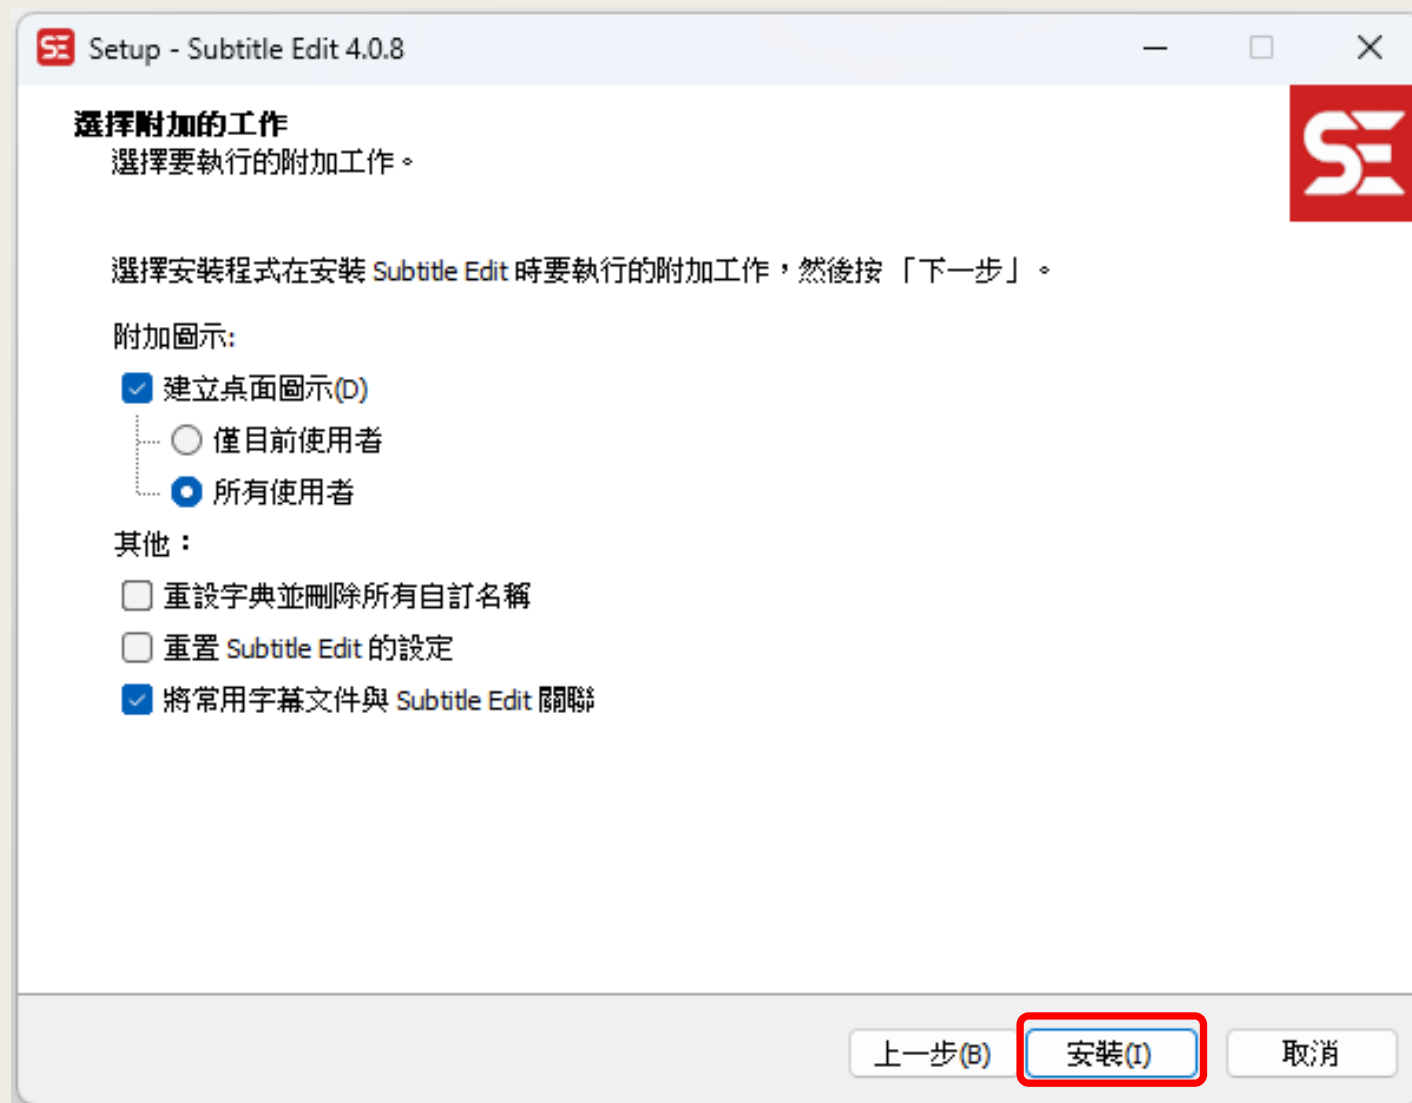 SE Setup - Subtitle Edit 4.0.8
選擇附加的工作
選擇要執行的附加工作。
SE
選擇安裝程式在安裝 Subtitle Edit 時要執行的附加工作，然後按「下一步」。
附加圖示:
建立桌面圖示(D)
僅目前使用者
所有使用者
其他：
重設字典並刪除所有自訂名稱
重置 Subtitle Edit 的設定
將常用字幕文件與 Subtitle Edit 關聯
上一步(B) 安裝(I) 取消